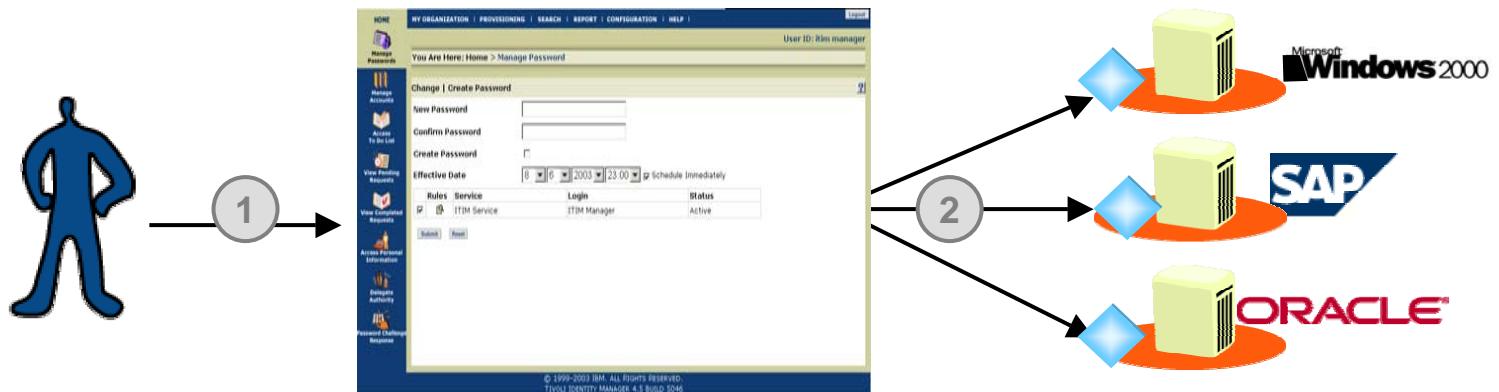 HOME
MY ORGANIZATION | PROVISIONING | SEARCH | REPORT | CONFIGURATION | HELP |
Logout
User ID: itim manager
Manage
Passwords
You Are Here: Home > Manage Password
Manage
Accounts
Access
To Do List
View Pending
Requests
View Completed
Requests
Access Personal
Information
Delegate
Authority
Password Challenge
Response
Change | Create Password
?
New Password
Confirm Password
Create Password
Effective Date 8 6 2003 23:00 Schedule Immediately
Rules Service Login Status
ITIM Service ITIM Manager Active
Submit Reset
© 1999-2003 IBM. ALL RIGHTS RESERVED.
TIVOLI IDENTITY MANAGER 4.5 BUILD 5046
1
2
Microsoft
Windows 2000
SAP
ORACLE